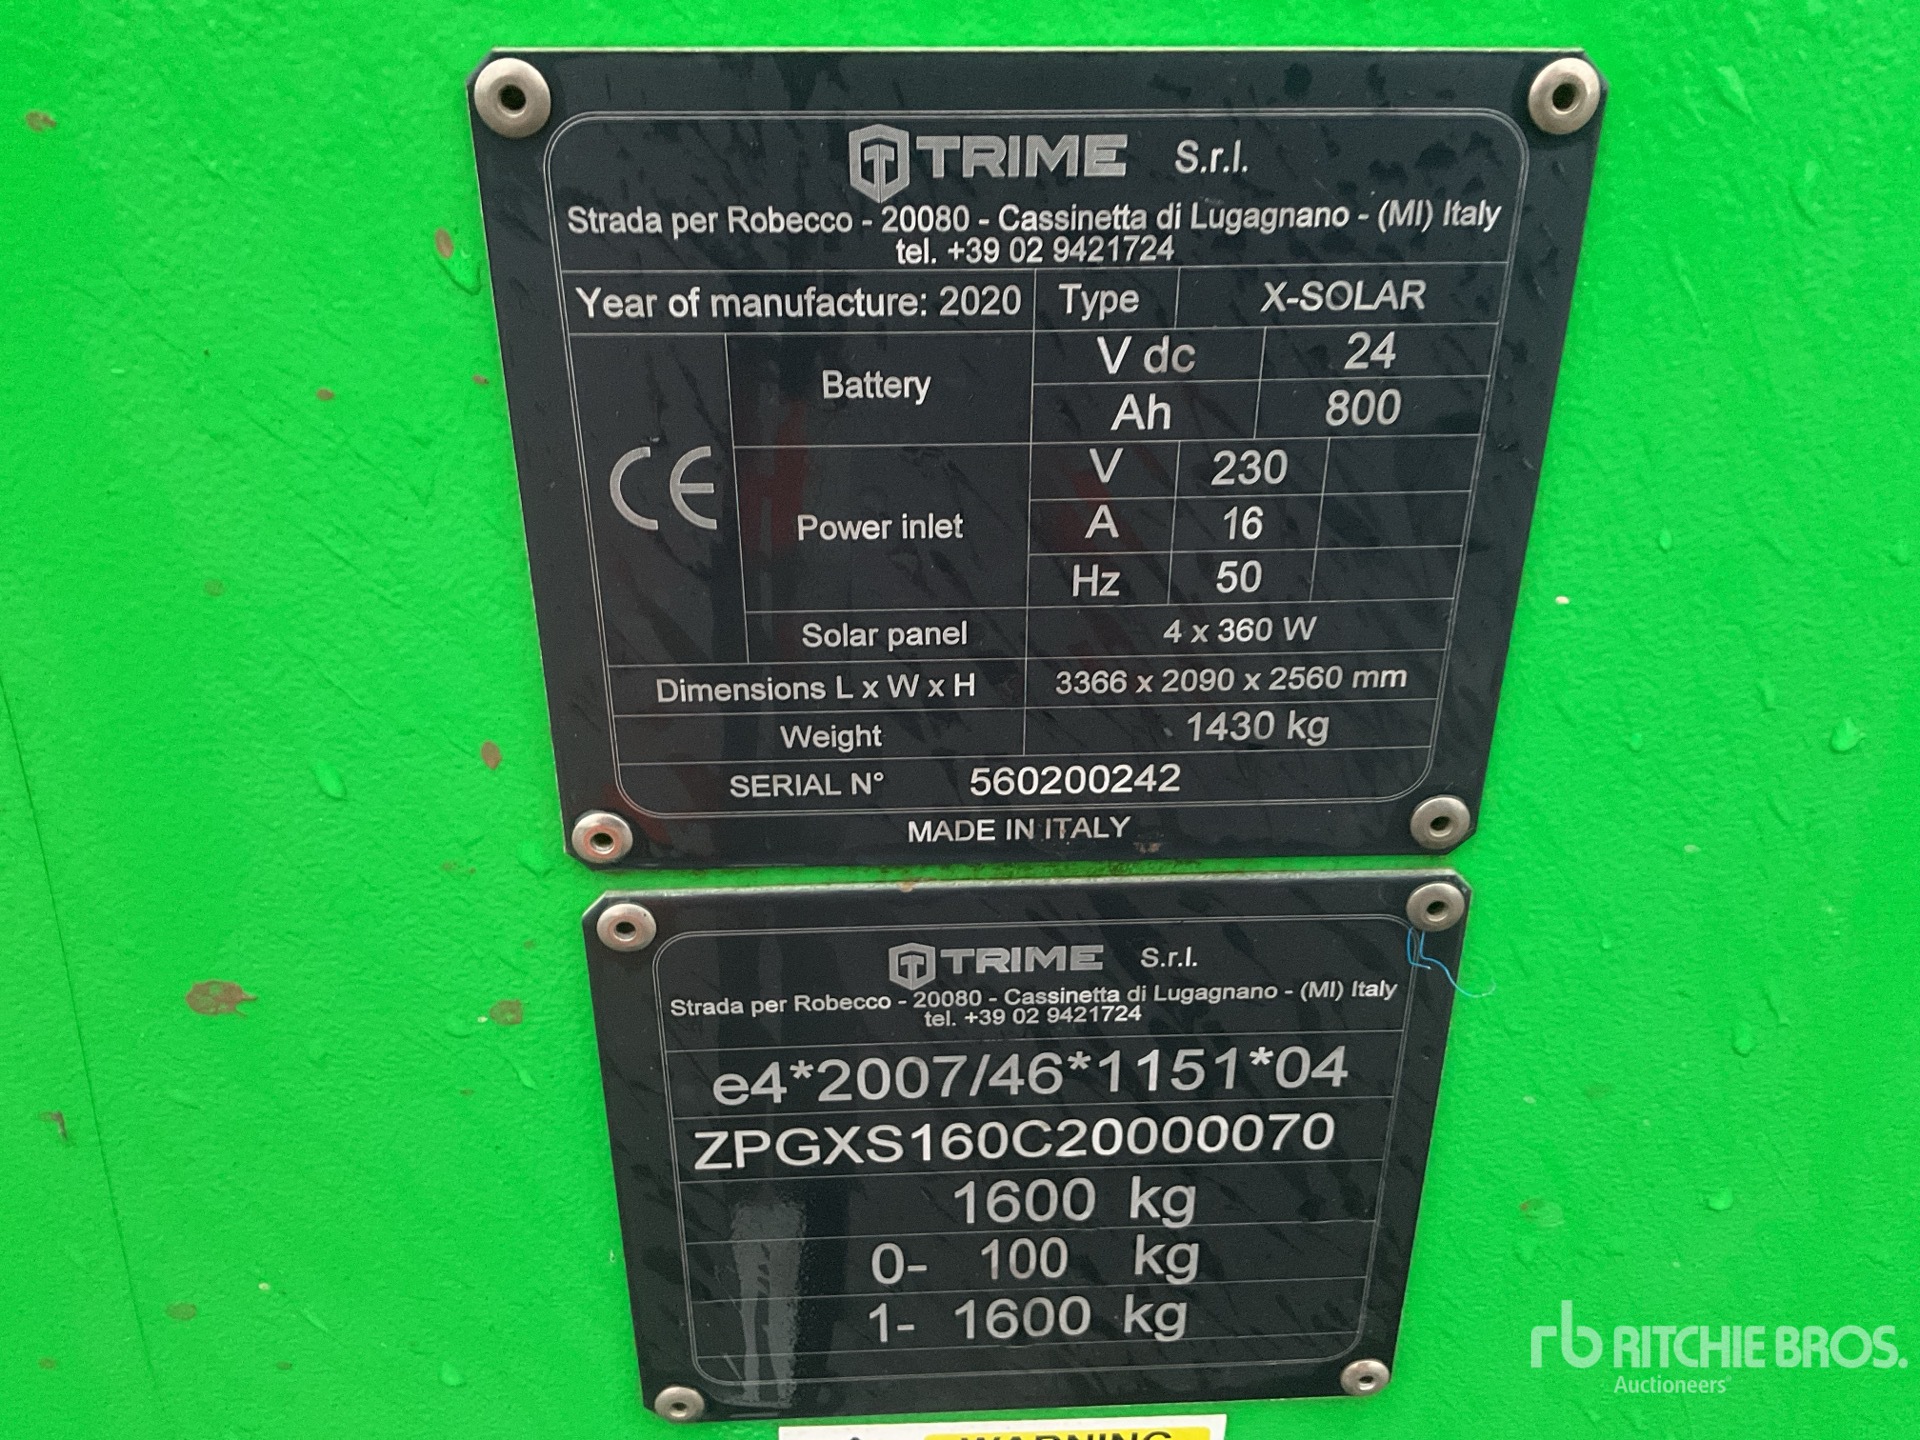 TRIME S.r.l.
Strada per Robecco - 20080 - Cassinetta di Lugagnano - (MI) Italy
tel. +39 02 9421724
Year of manufacture: 2020 Type X-SOLAR
CE
Battery V dc 24
Ah 800
Power inlet V 230
A 16
Hz 50
Solar panel 4 x 360 W
Dimensions L x W x H 3366 x 2090 x 2560 mm
Weight 1430 kg
SERIAL N° 560200242
MADE IN ITALY
TRIME S.r.l.
Strada per Robecco - 20080 - Cassinetta di Lugagnano - (MI) Italy
tel. +39 02 9421724
e4*2007/46*1151*04
ZPGXS160C20000070
1600 kg
0- 100 kg
1- 1600 kg
WARNING
rb RITCHIE BROS.
Auctioneers